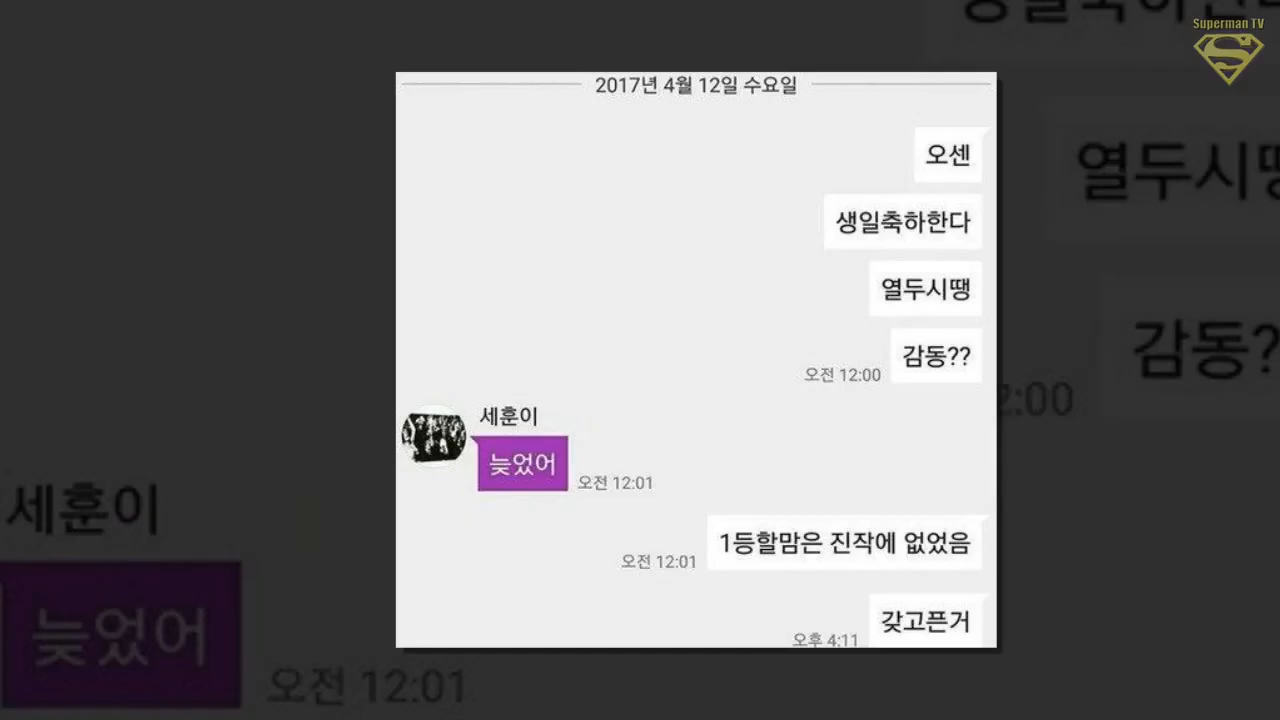 Superman TV
2017년 4월 12일 수요일
오센
생일축하한다
열두시땡
감동??
오전 12:00
세훈이
늦었어
오전 12:01
1등할맘은 진작에 없었음
오전 12:01
갖고픈거
오후 4:11
열두시땡
감동?
2:00
세훈이
늦었어
오전 12:01